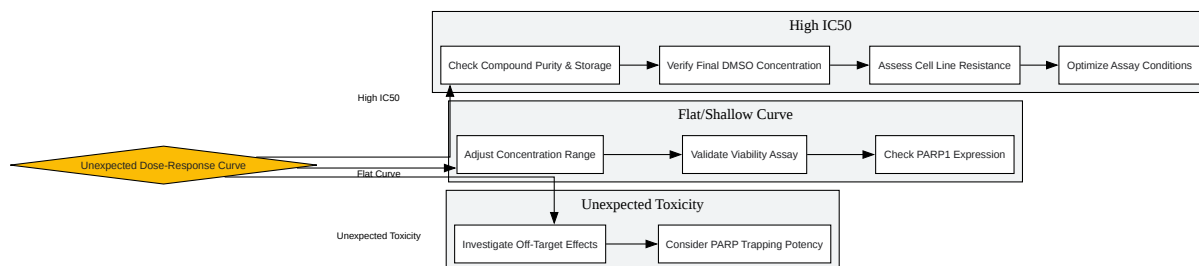 High IC50
Check Compound Purity & Storage
Verify Final DMSO Concentration
Assess Cell Line Resistance
Optimize Assay Conditions
High IC50
Flat/Shallow Curve
Adjust Concentration Range
Validate Viability Assay
Check PARP1 Expression
Unexpected Dose-Response Curve
Flat Curve
Unexpected Toxicity
Unexpected Toxicity
Investigate Off-Target Effects
Consider PARP Trapping Potency